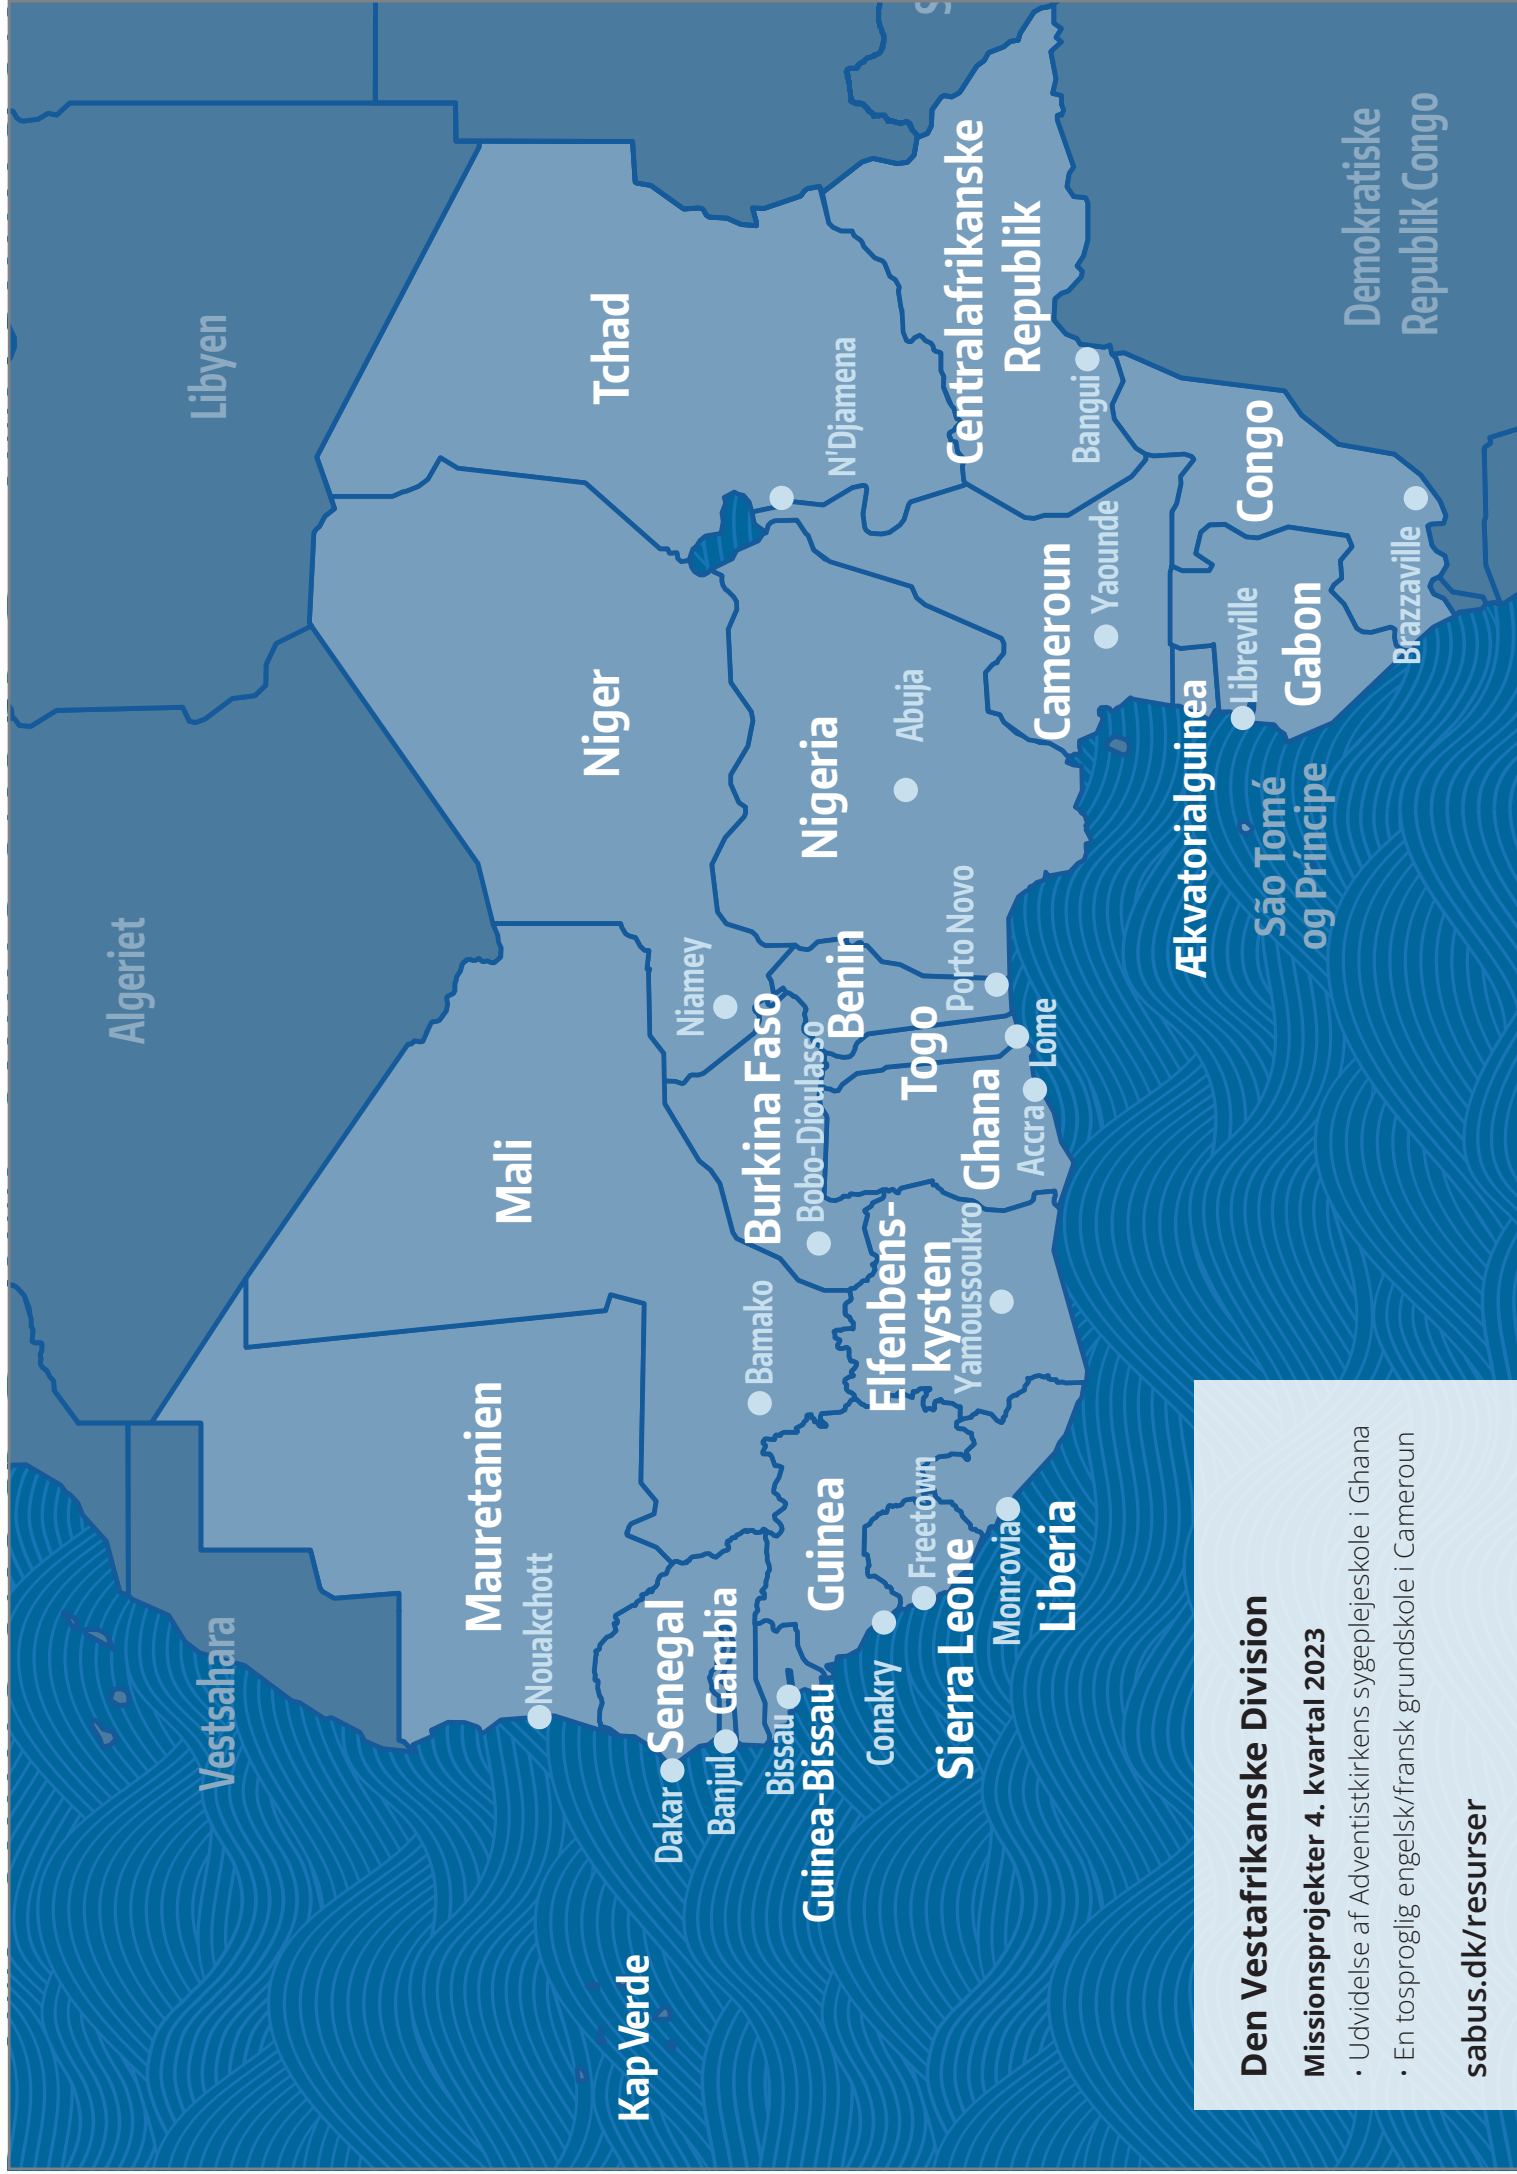 Libyen
Algeriet
Vestsahara
Tchad
N'Djamena
Niger
Niamey
Mali
Bamako
Mauretanien
Nouakchott
Kap Verde
Senegal
Dakar
Gambia
Banjul
Bissau
Guinea-Bissau
Guinea
Conakry
Freetown
Sierra Leone
Monrovia
Liberia
Elfenbens-
kysten
Yamoussoukro
Burkina Faso
Bobo-Dioulasso
Ghana
Accra
Togo
Lome
Benin
Porto Novo
Nigeria
Abuja
Cameroun
Yaounde
Centralafrikanske
Republik
Bangui
Ækvatorialguinea
São Tomé
og Príncipe
Libreville
Gabon
Congo
Brazzaville
Demokratiske
Republik Congo
Den Vestafrikanske Division
Missionsprojekter 4. kvartal 2023
· Udvidelse af Adventistkirkens sygeplejeskole i Ghana
· En tosproglig engelsk/fransk grundskole i Cameroun
sabus.dk/resurser